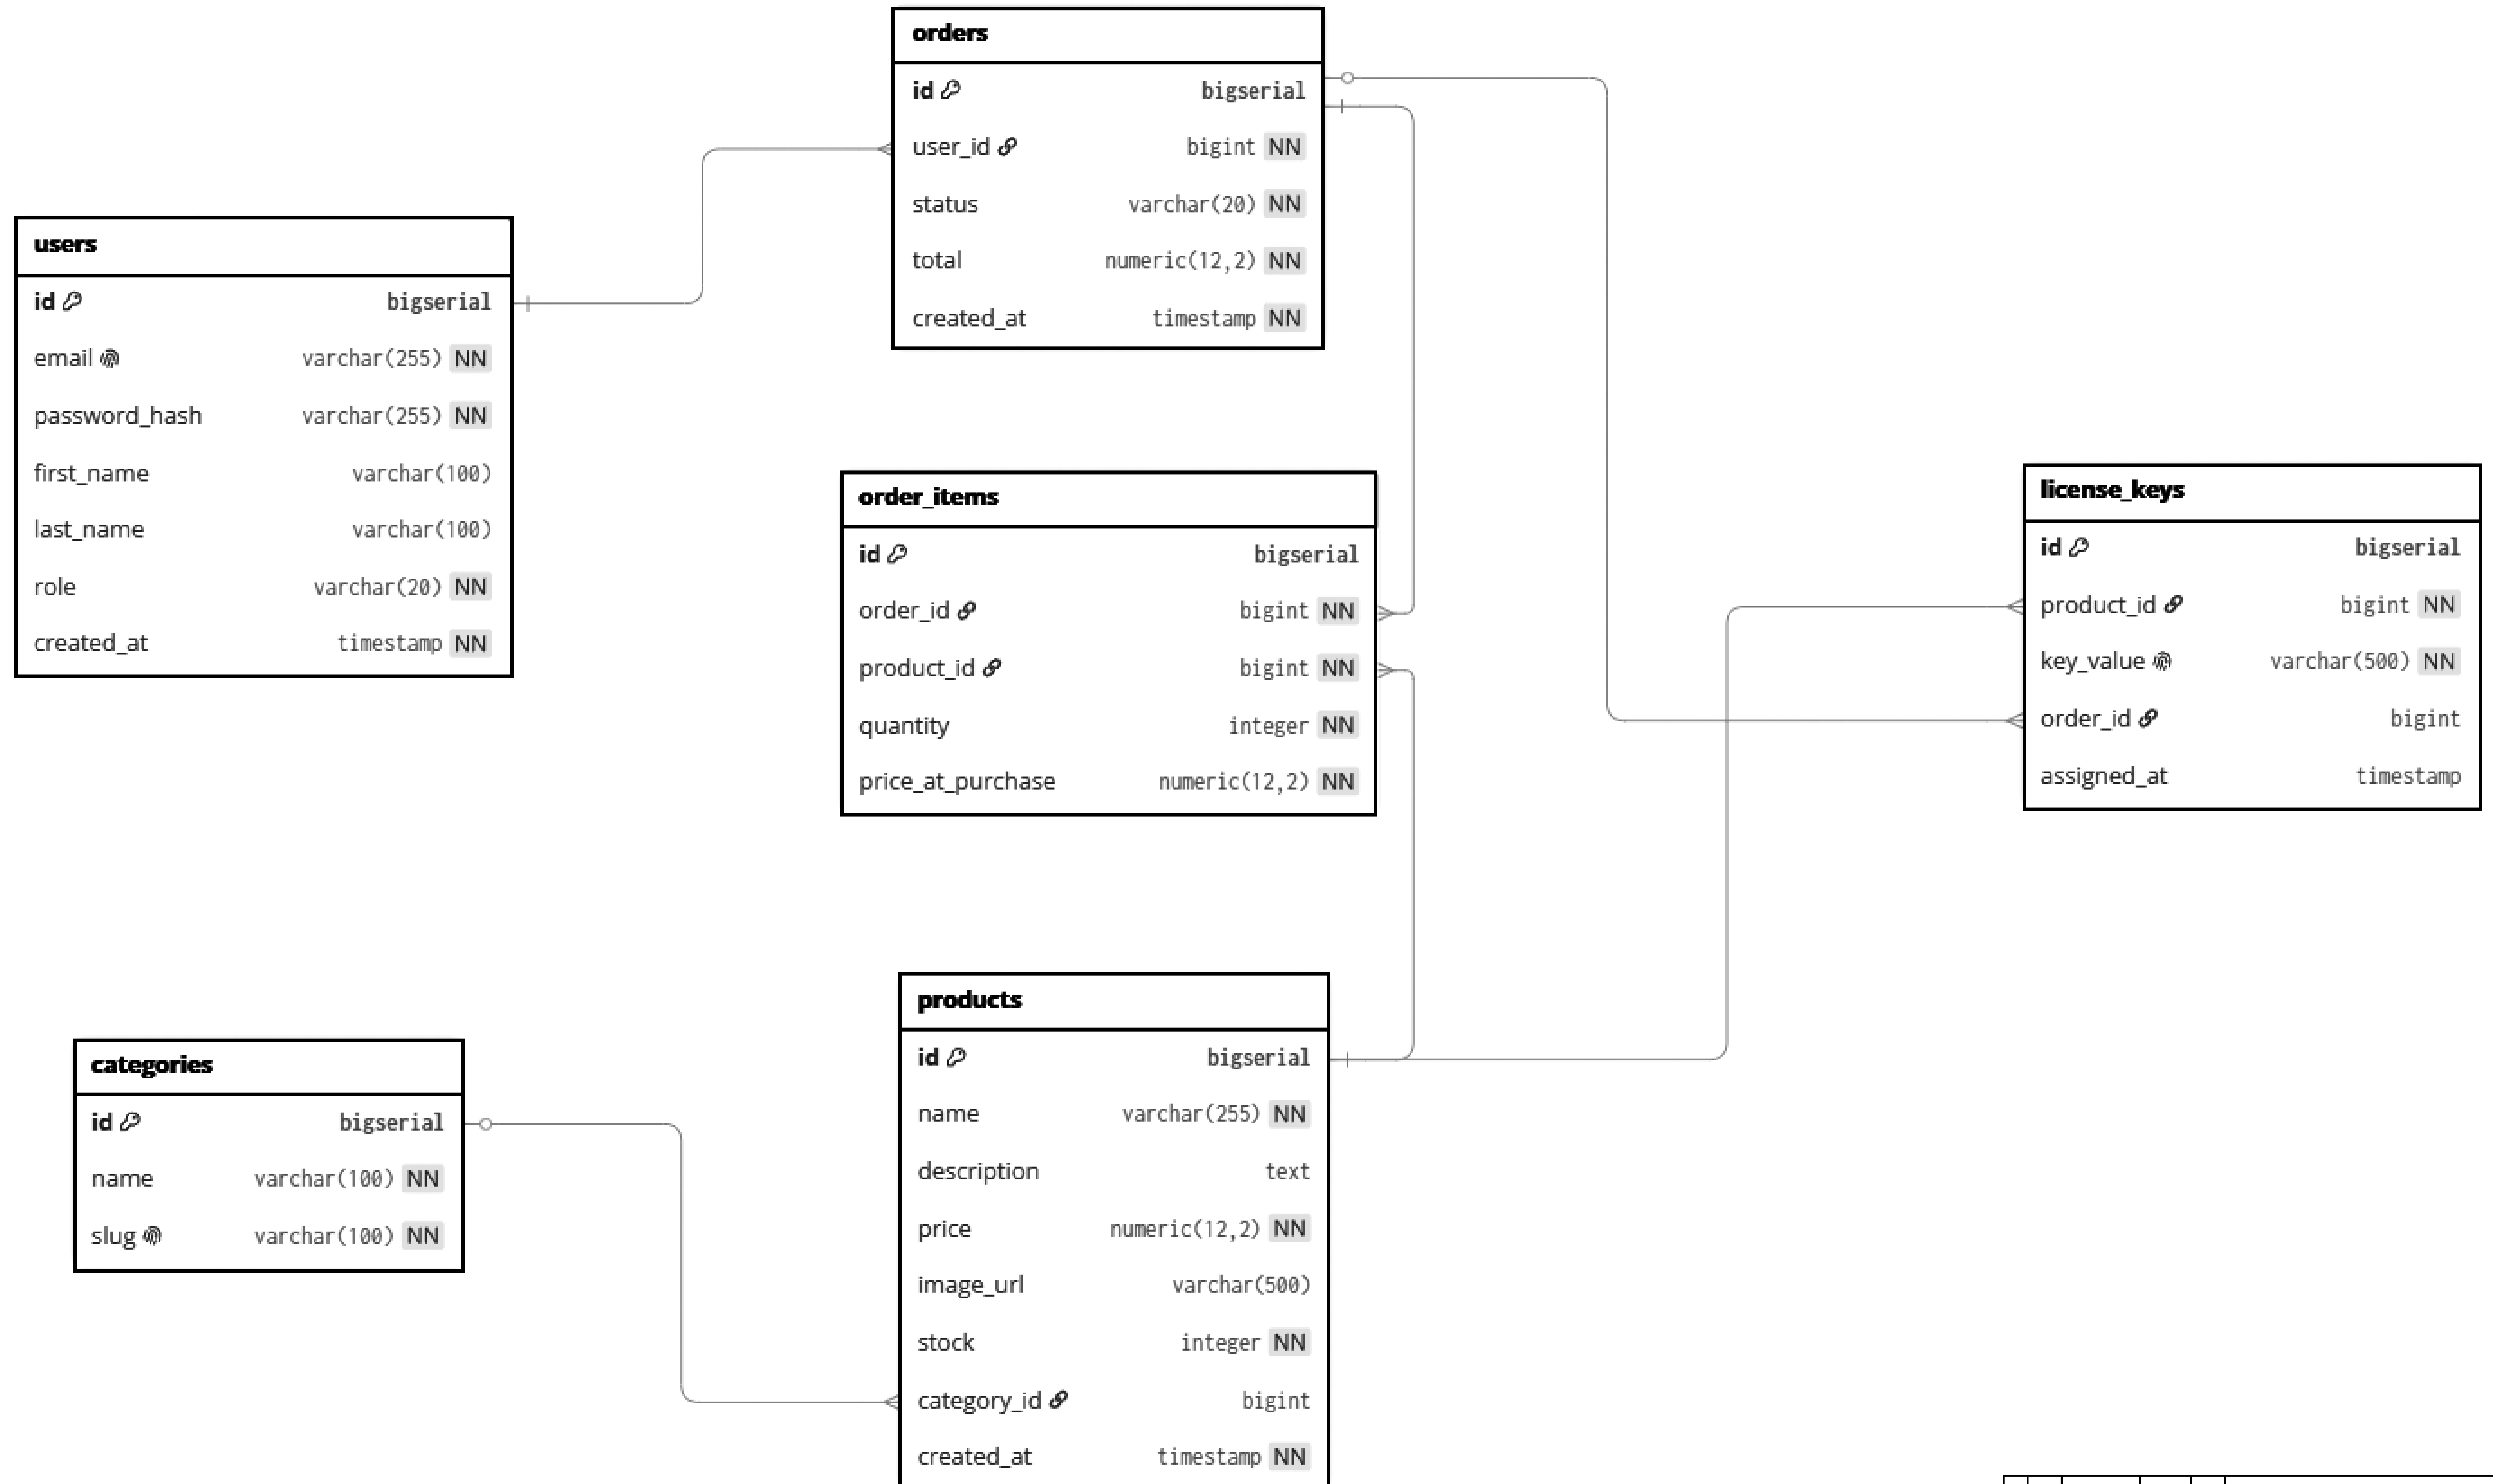 orders
id bigserial
user_id bigint NN
status varchar(20) NN
total numeric(12,2) NN
created_at timestamp NN
users
id bigserial
email varchar(255) NN
password_hash varchar(255) NN
first_name varchar(100)
last_name varchar(100)
role varchar(20) NN
created_at timestamp NN
order_items
id bigserial
order_id bigint NN
product_id bigint NN
quantity integer NN
price_at_purchase numeric(12,2) NN
license_keys
id bigserial
product_id bigint NN
key_value varchar(500) NN
order_id bigint
assigned_at timestamp
categories
id bigserial
name varchar(100) NN
slug varchar(100) NN
products
id bigserial
name varchar(255) NN
description text
price numeric(12,2) NN
image_url varchar(500)
stock integer NN
category_id bigint
created_at timestamp NN